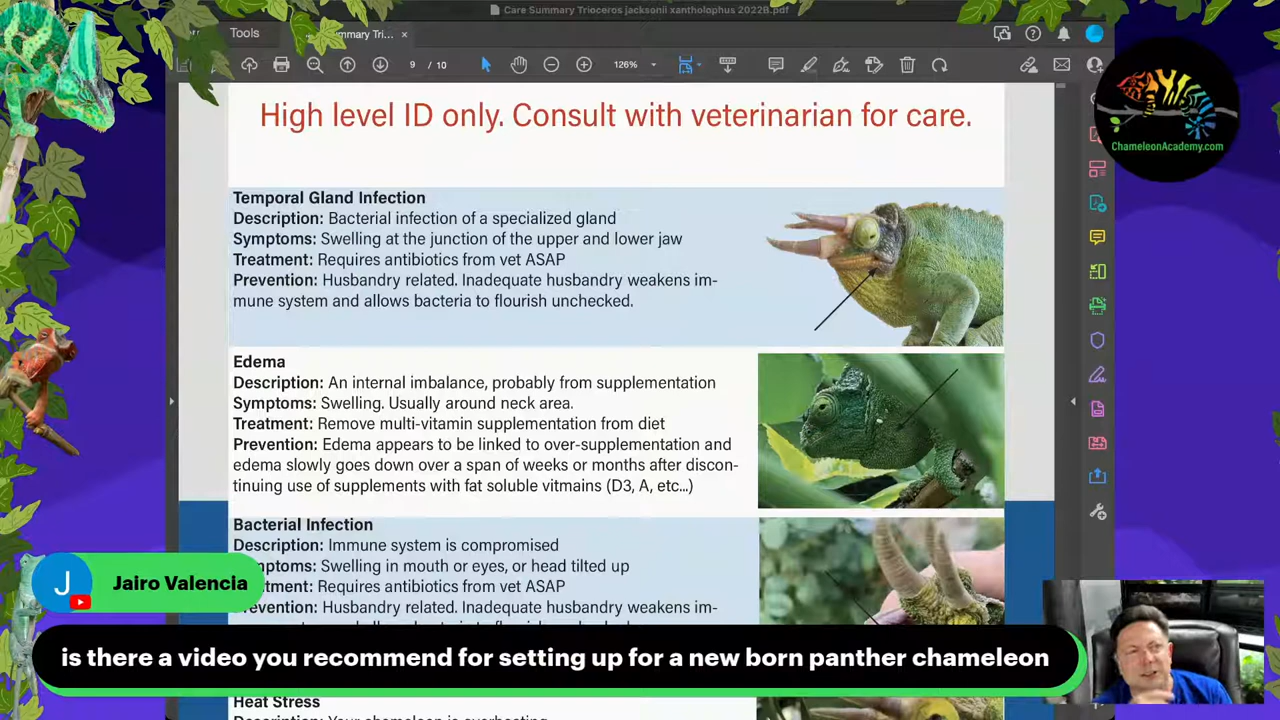 Care Summary Trioceros jacksonii xantholophus 2022B.pdf
Tools
ummary Tri... ×
9 / 10
126%
High level ID only. Consult with veterinarian for care.
ChameleonAcademy.com
Temporal Gland Infection
Description: Bacterial infection of a specialized gland
Symptoms: Swelling at the junction of the upper and lower jaw
Treatment: Requires antibiotics from vet ASAP
Prevention: Husbandry related. Inadequate husbandry weakens im-
mune system and allows bacteria to flourish unchecked.
Edema
Description: An internal imbalance, probably from supplementation
Symptoms: Swelling. Usually around neck area.
Treatment: Remove multi-vitamin supplementation from diet
Prevention: Edema appears to be linked to over-supplementation and
edema slowly goes down over a span of weeks or months after discon-
tinuing use of supplements with fat soluble vitmains (D3, A, etc...)
Bacterial Infection
Description: Immune system is compromised
mptoms: Swelling in mouth or eyes, or head tilted up
tment: Requires antibiotics from vet ASAP
evention: Husbandry related. Inadequate husbandry weakens im-
J
Jairo Valencia
is there a video you recommend for setting up for a new born panther chameleon
Heat Stress
Description: Your chameleon is overheating